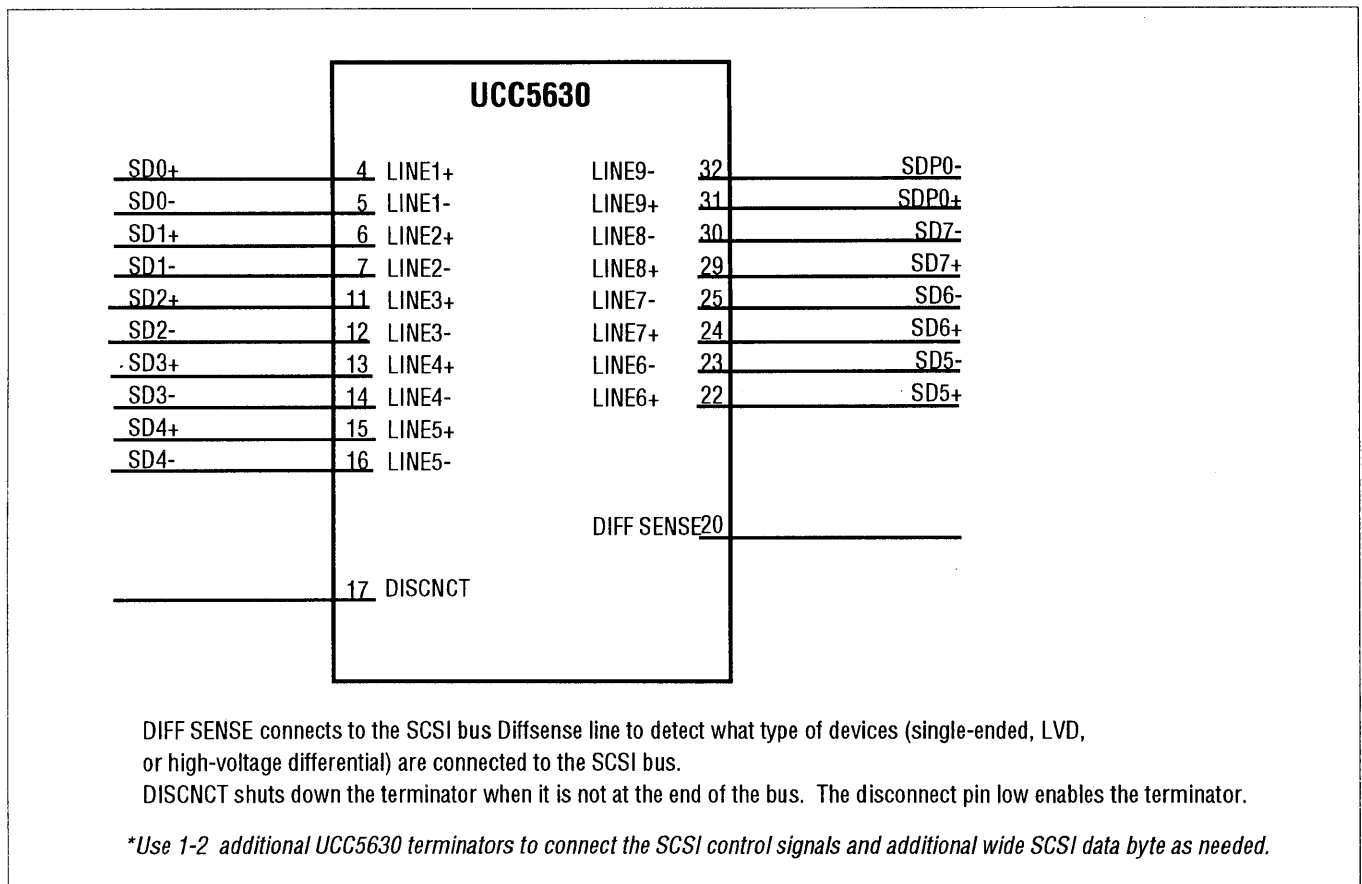 UCC5630
SD0+ 4 LINE1+ LINE9- 32 SDP0-
SD0- 5 LINE1- LINE9+ 31 SDP0+
SD1+ 6 LINE2+ LINE8- 30 SD7-
SD1- 7 LINE2- LINE8+ 29 SD7+
SD2+ 11 LINE3+ LINE7- 25 SD6-
SD2- 12 LINE3- LINE7+ 24 SD6+
SD3+ 13 LINE4+ LINE6- 23 SD5-
SD3- 14 LINE4- LINE6+ 22 SD5+
SD4+ 15 LINE5+
SD4- 16 LINE5-
DIFF SENSE 20
17 DISCNCT
DIFF SENSE connects to the SCSI bus Diffsense line to detect what type of devices (single-ended, LVD,
or high-voltage differential) are connected to the SCSI bus.
DISCNCT shuts down the terminator when it is not at the end of the bus. The disconnect pin low enables the terminator.
*Use 1-2 additional UCC5630 terminators to connect the SCSI control signals and additional wide SCSI data byte as needed.